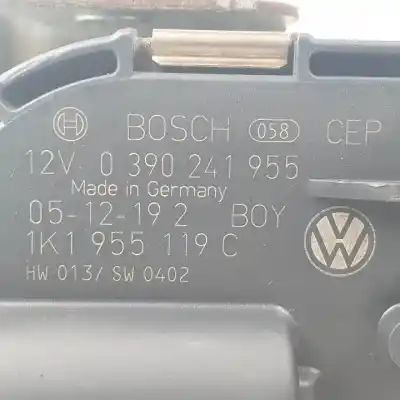 BOSCH 058 CEP
12V 0 390 241 955
Made in Germany
05-12-19 2 BOY
1K1 955 119 C
HW 013/ SW 0402